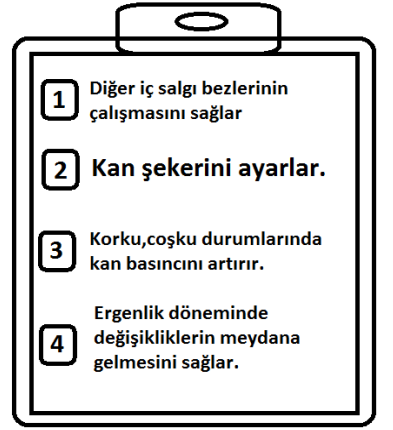 1 Diğer iç salgı bezlerinin
çalışmasını sağlar
2 Kan şekerini ayarlar.
3 Korku,coşku durumlarında
kan basıncını artırır.
4 Ergenlik döneminde
değişikliklerin meydana
gelmesini sağlar.